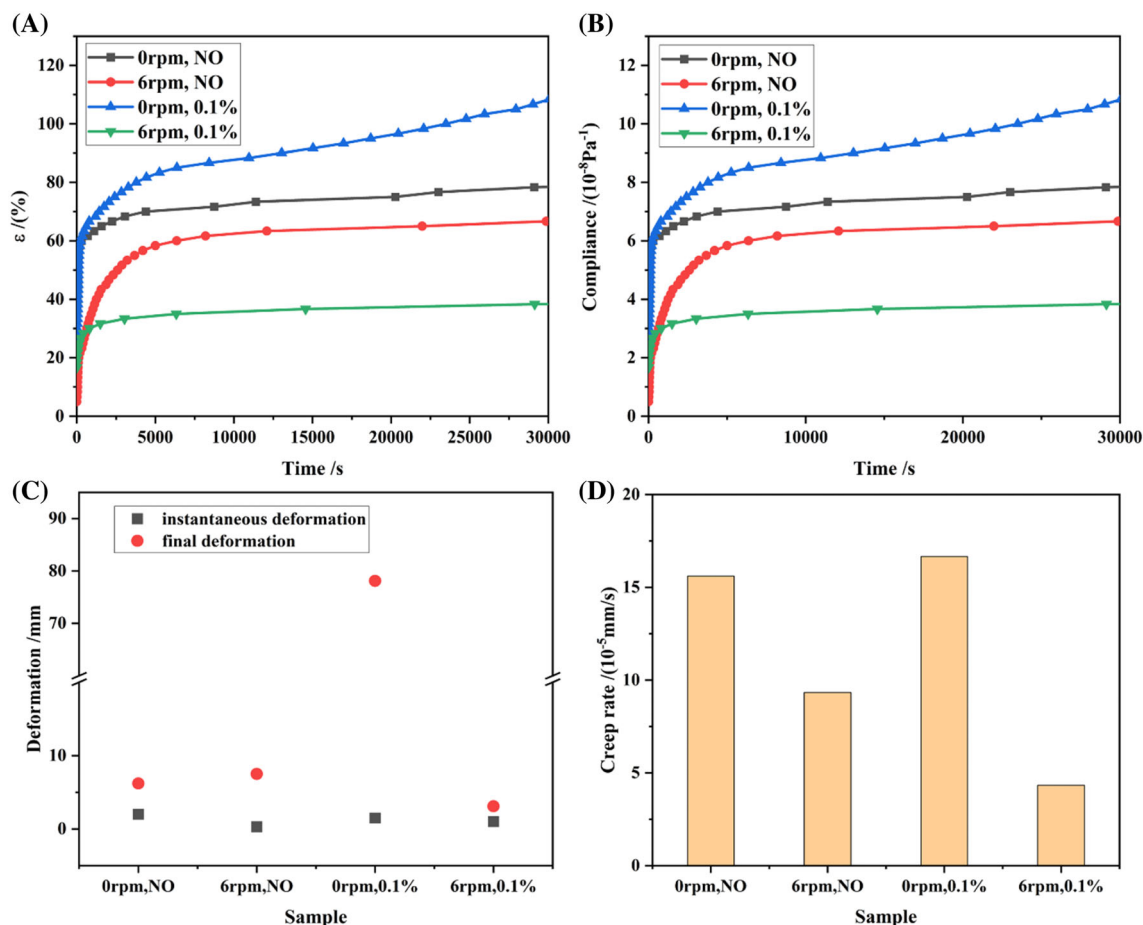 (A)
0rpm, NO
6rpm, NO
0rpm, 0.1%
6rpm, 0.1%
ε /(%)
120
100
80
60
40
20
0
0 5000 10000 15000 20000 25000 30000
Time /s
(B)
0rpm, NO
6rpm, NO
0rpm, 0.1%
6rpm, 0.1%
Compliance /(10⁻⁸Pa⁻¹)
12
10
8
6
4
2
0
0 10000 20000 30000
Time /s
(C)
instantaneous deformation
final deformation
Deformation /mm
90
80
70
10
0
0rpm,NO 6rpm,NO 0rpm,0.1% 6rpm,0.1%
Sample
(D)
Creep rate /(10⁻⁵mm/s)
20
15
10
5
0
0rpm,NO 6rpm,NO 0rpm,0.1% 6rpm,0.1%
Sample